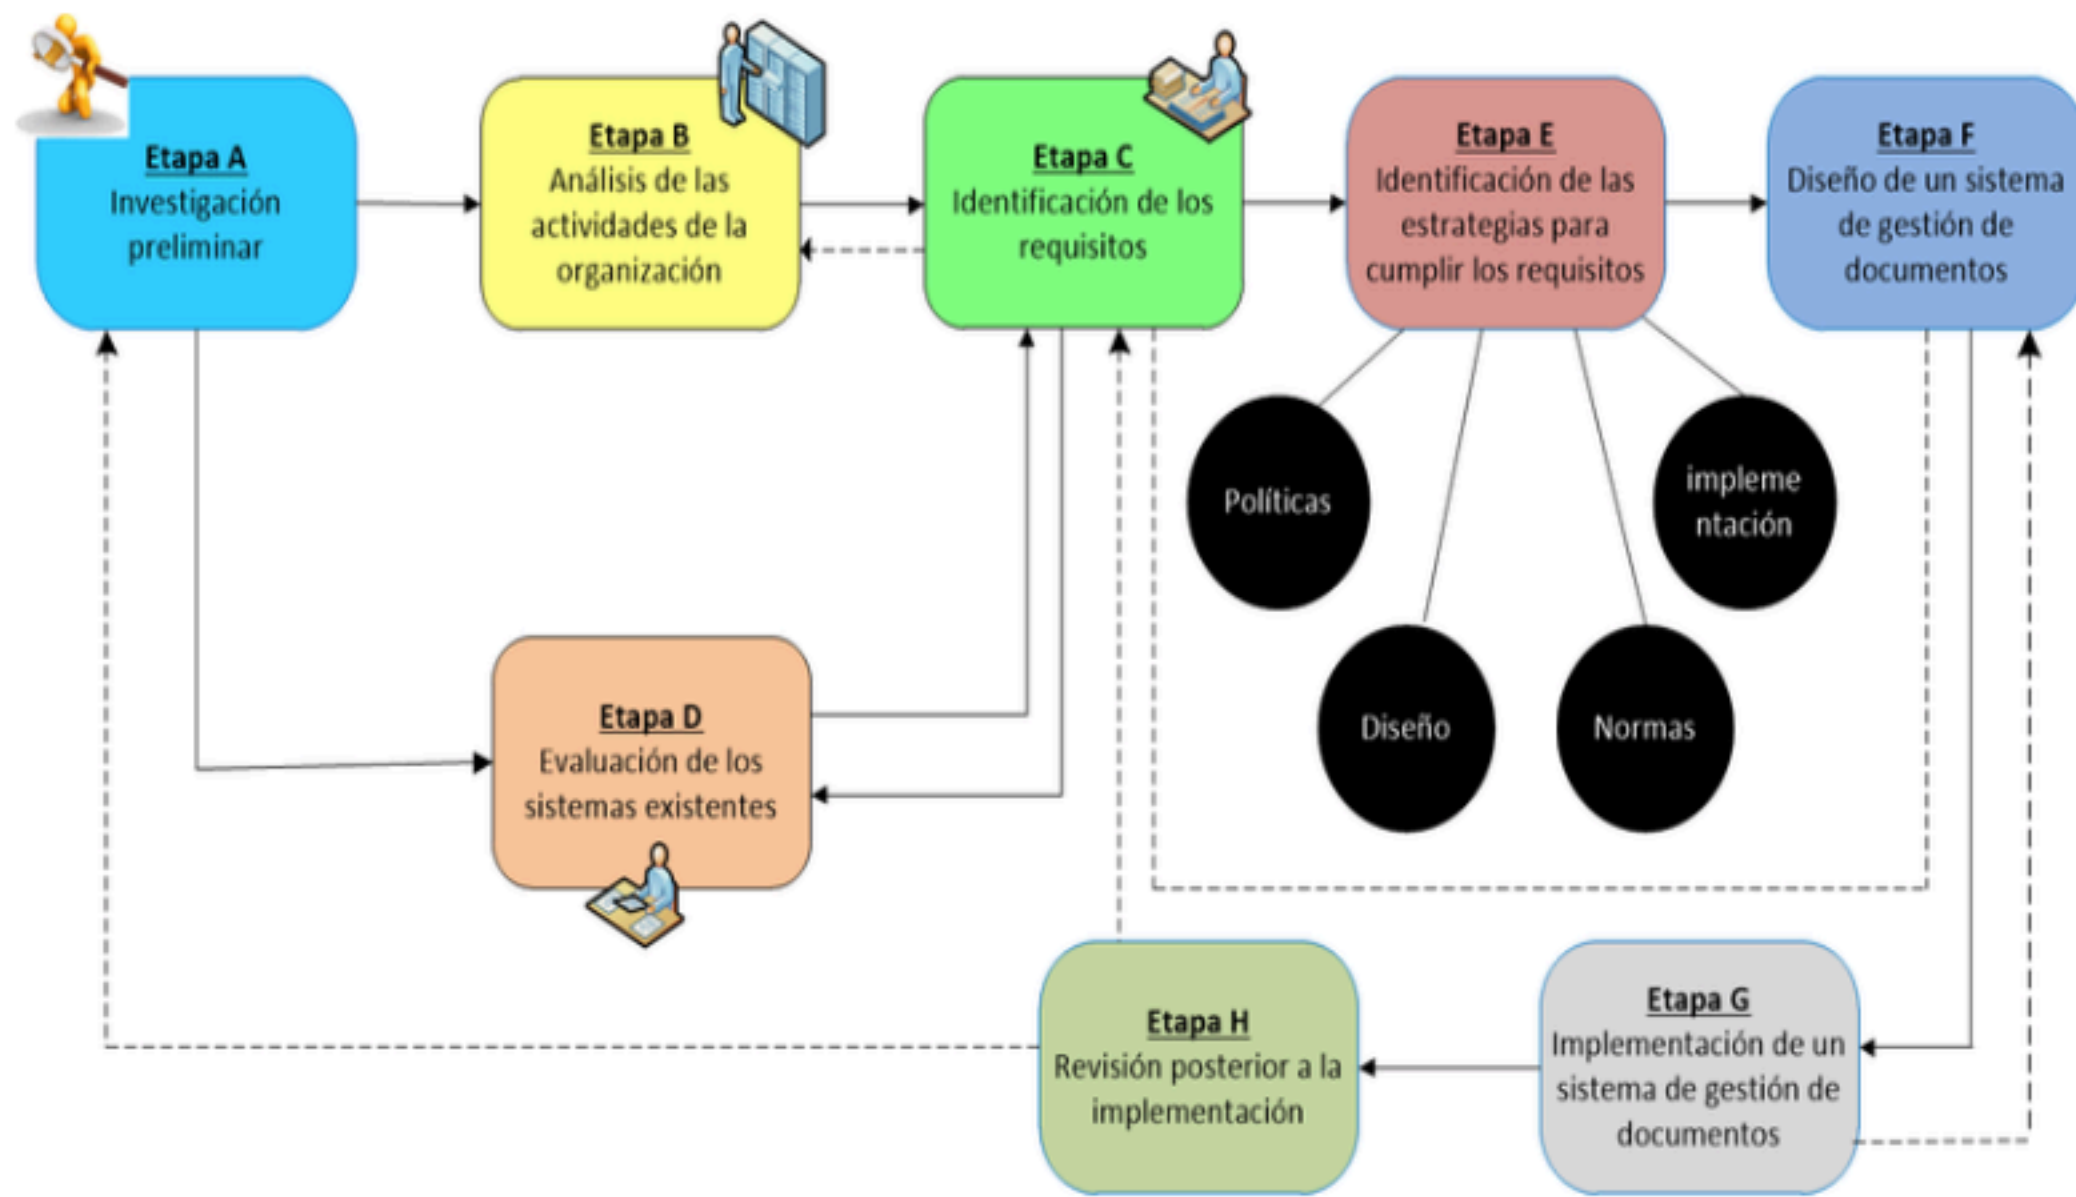 Etapa A
Investigación
preliminar
Etapa B
Análisis de las
actividades de la
organización
Etapa C
Identificación de los
requisitos
Etapa E
Identificación de las
estrategias para
cumplir los requisitos
Etapa F
Diseño de un sistema
de gestión de
documentos
Políticas
impleme
ntación
Diseño
Normas
Etapa D
Evaluación de los
sistemas existentes
Etapa H
Revisión posterior a la
implementación
Etapa G
Implementación de un
sistema de gestión de
documentos